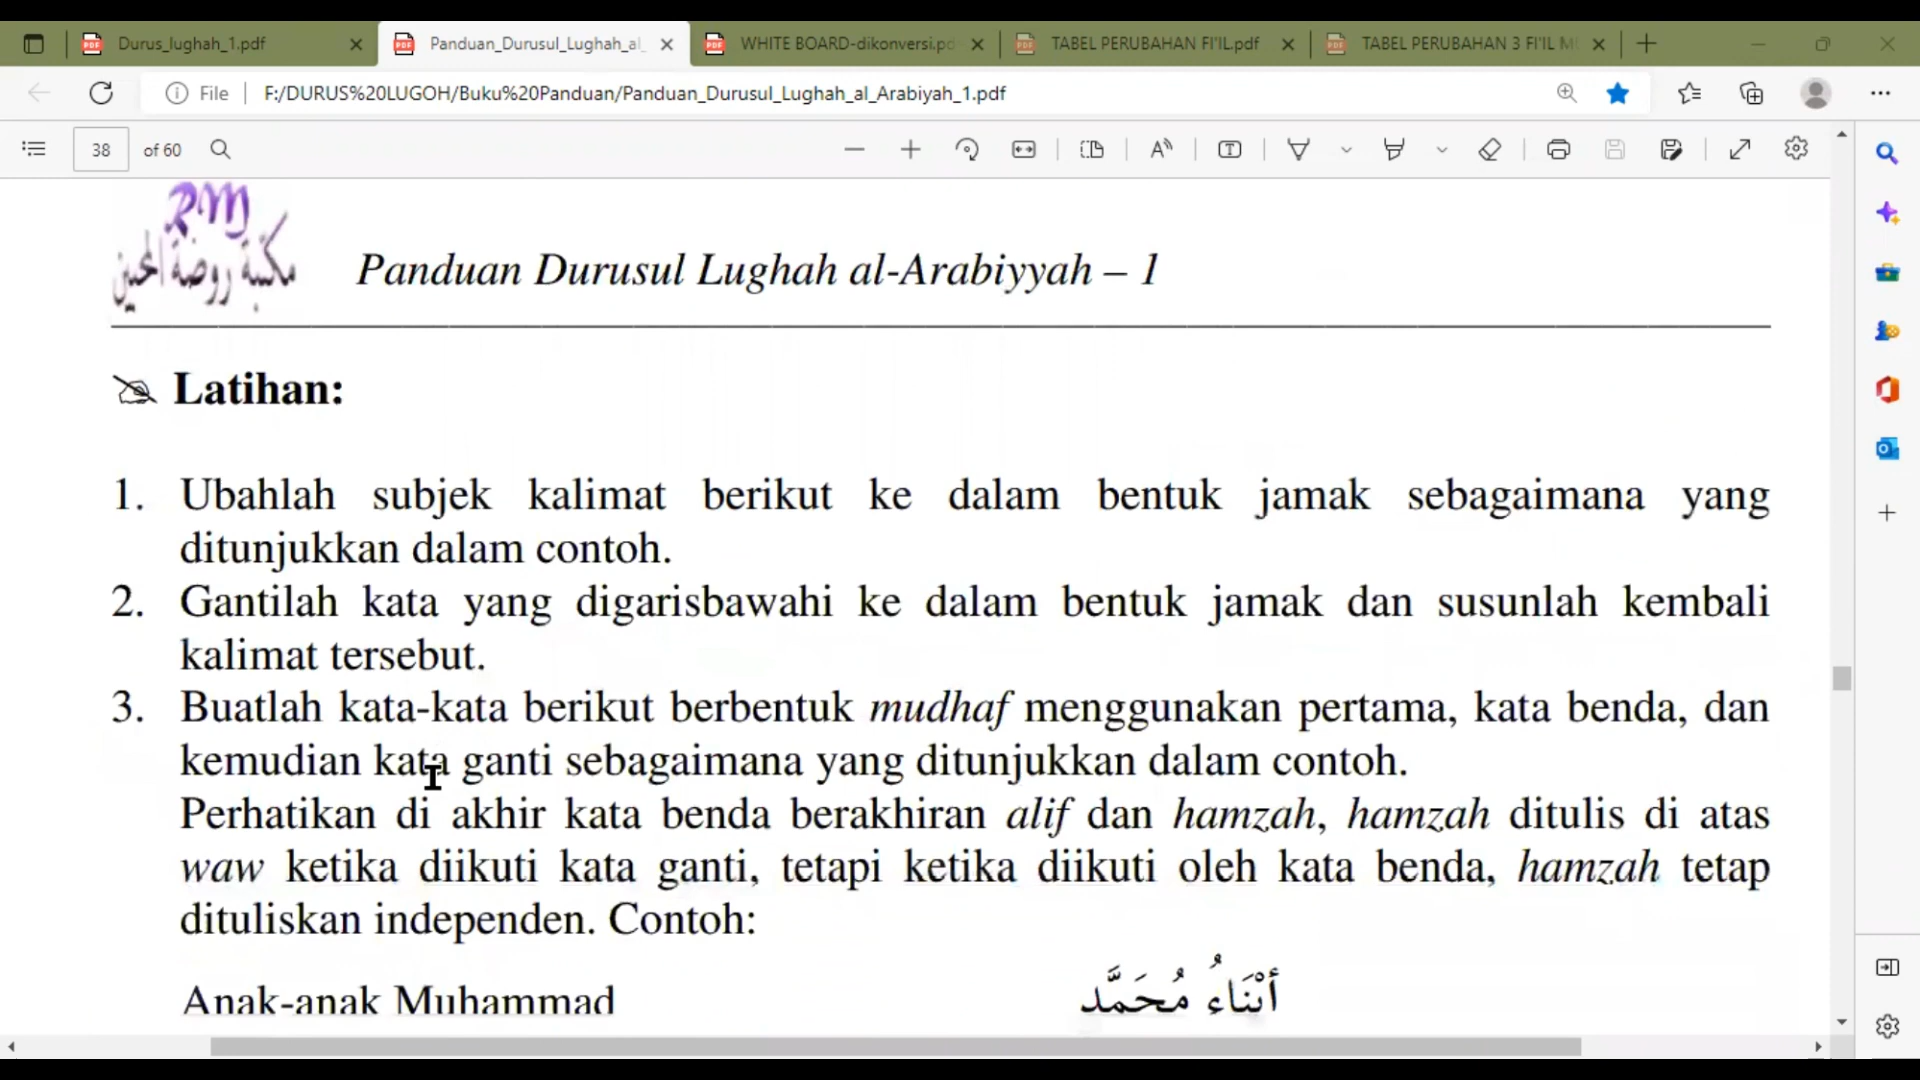 Durus_lughah_1.pdf
Panduan_Durusul_Lughah_al_
WHITE BOARD-dikonversi.pd
TABEL PERUBAHAN FI'IL.pdf
TABEL PERUBAHAN 3 FI'IL M
File
F:/DURUS%20LUGOH/Buku%20Panduan/Panduan_Durusul_Lughah_al_Arabiyah_1.pdf
38 of 60
RM
مكتبة روضة المحبين
Panduan Durusul Lughah al-Arabiyyah – 1
Latihan:
1. Ubahlah subjek kalimat berikut ke dalam bentuk jamak sebagaimana yang
ditunjukkan dalam contoh.
2. Gantilah kata yang digarisbawahi ke dalam bentuk jamak dan susunlah kembali
kalimat tersebut.
3. Buatlah kata-kata berikut berbentuk mudhaf menggunakan pertama, kata benda, dan
kemudian kata ganti sebagaimana yang ditunjukkan dalam contoh.
Perhatikan di akhir kata benda berakhiran alif dan hamzah, hamzah ditulis di atas
waw ketika diikuti kata ganti, tetapi ketika diikuti oleh kata benda, hamzah tetap
dituliskan independen. Contoh:
Anak-anak Muhammad أَبْنَاءُ مُحَمَّد